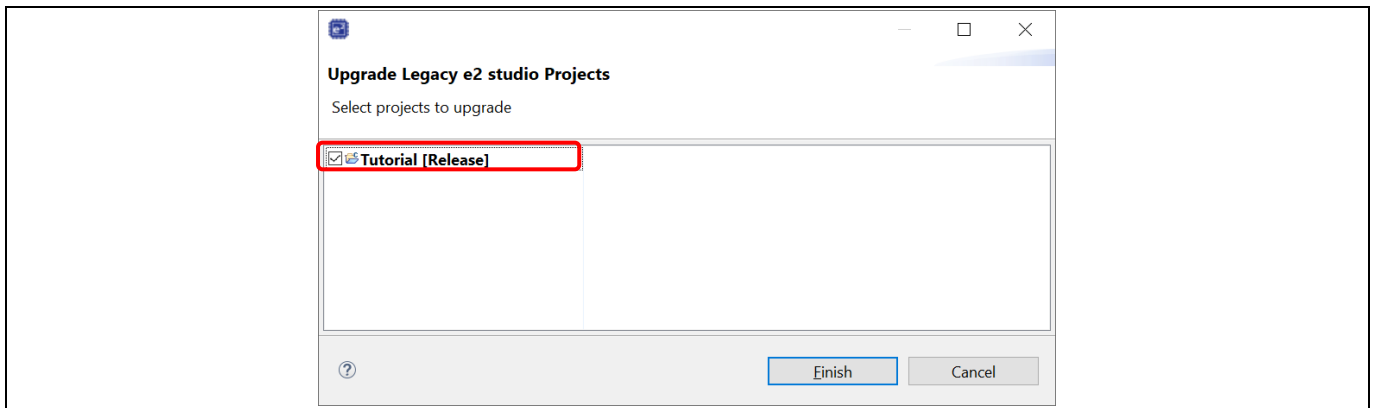 Upgrade Legacy e2 studio Projects
Select projects to upgrade
Tutorial [Release]
Finish
Cancel